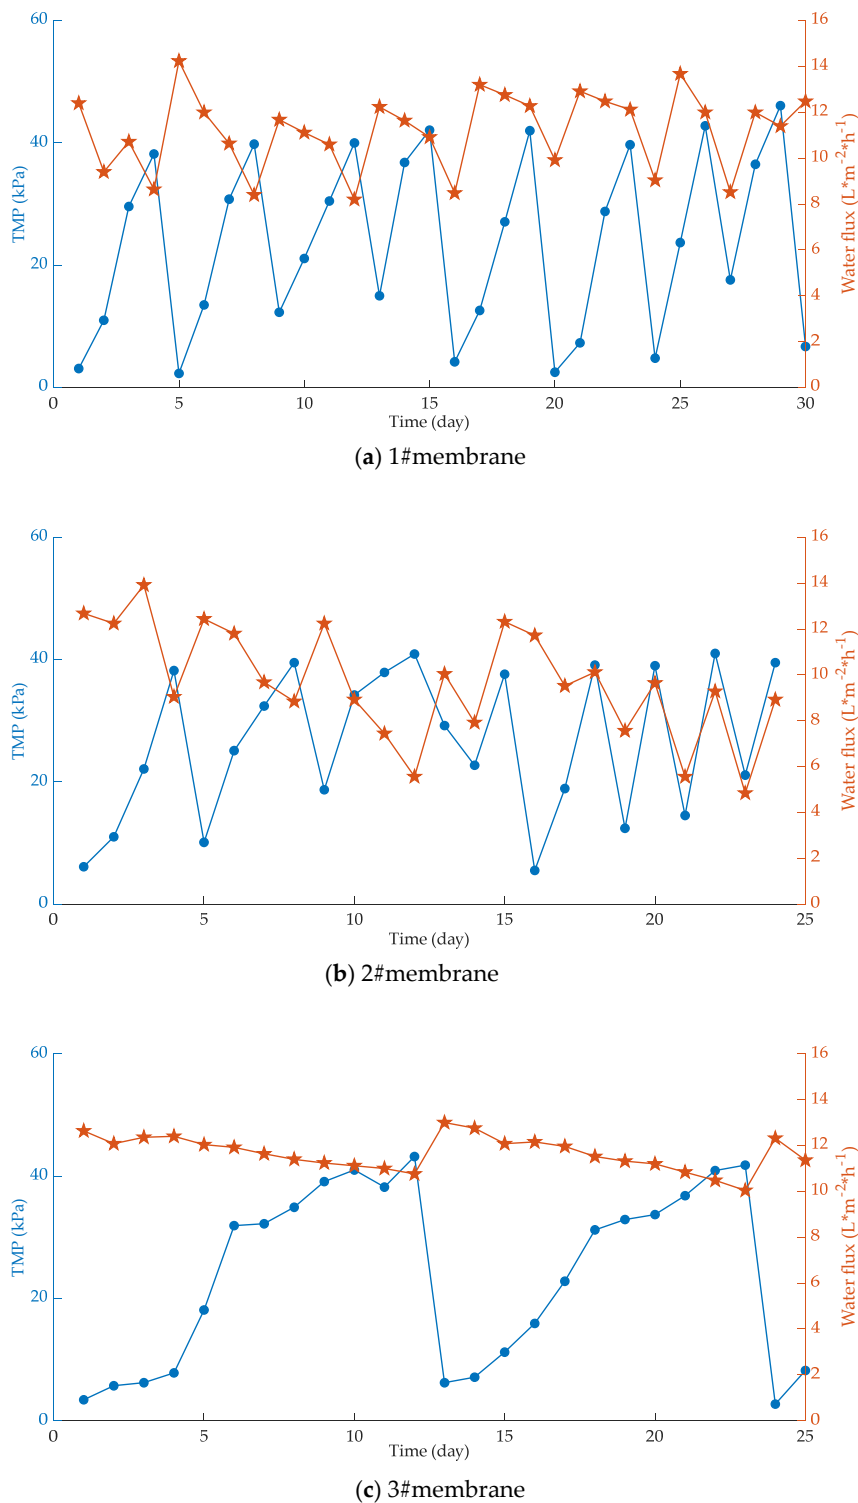 60
40
20
0
TMP (kPa)
16
14
12
10
8
6
4
2
0
Water flux (L*m-2*h-1)
0 5 10 15 20 25 30
Time (day)
(a) 1#membrane
60
40
20
0
TMP (kPa)
16
14
12
10
8
6
4
2
0
Water flux (L*m-2*h-1)
0 5 10 15 20 25
Time (day)
(b) 2#membrane
60
40
20
0
TMP (kPa)
16
14
12
10
8
6
4
2
0
Water flux (L*m-2*h-1)
0 5 10 15 20 25
Time (day)
(c) 3#membrane